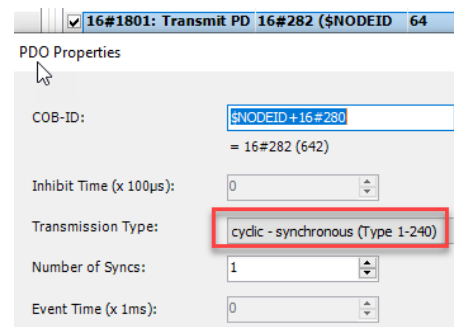 16#1801: Transmit PD 16#282 ($NODEID 64
PDO Properties
COB-ID: $NODEID+16#280
= 16#282 (642)
Inhibit Time (x 100µs): 0
Transmission Type: cyclic - synchronous (Type 1-240)
Number of Syncs: 1
Event Time (x 1ms): 0